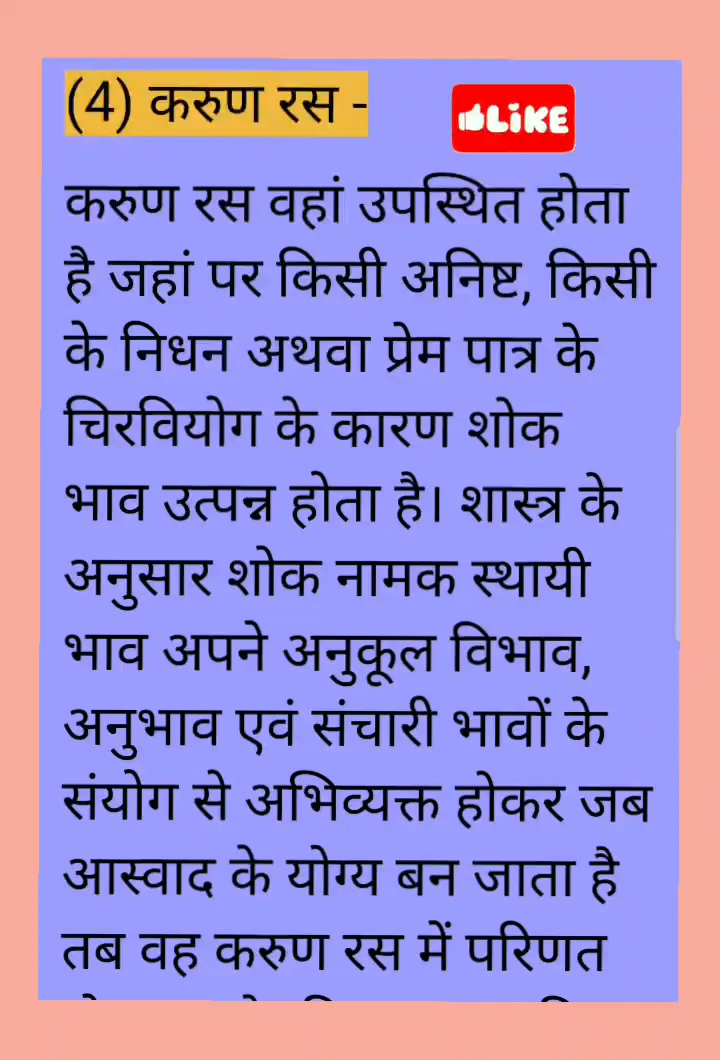 (4) करुण रस -
LiKE
करुण रस वहां उपस्थित होता
है जहां पर किसी अनिष्ट, किसी
के निधन अथवा प्रेम पात्र के
चिरवियोग के कारण शोक
भाव उत्पन्न होता है। शास्त्र के
अनुसार शोक नामक स्थायी
भाव अपने अनुकूल विभाव,
अनुभाव एवं संचारी भावों के
संयोग से अभिव्यक्त होकर जब
आस्वाद के योग्य बन जाता है
तब वह करुण रस में परिणत